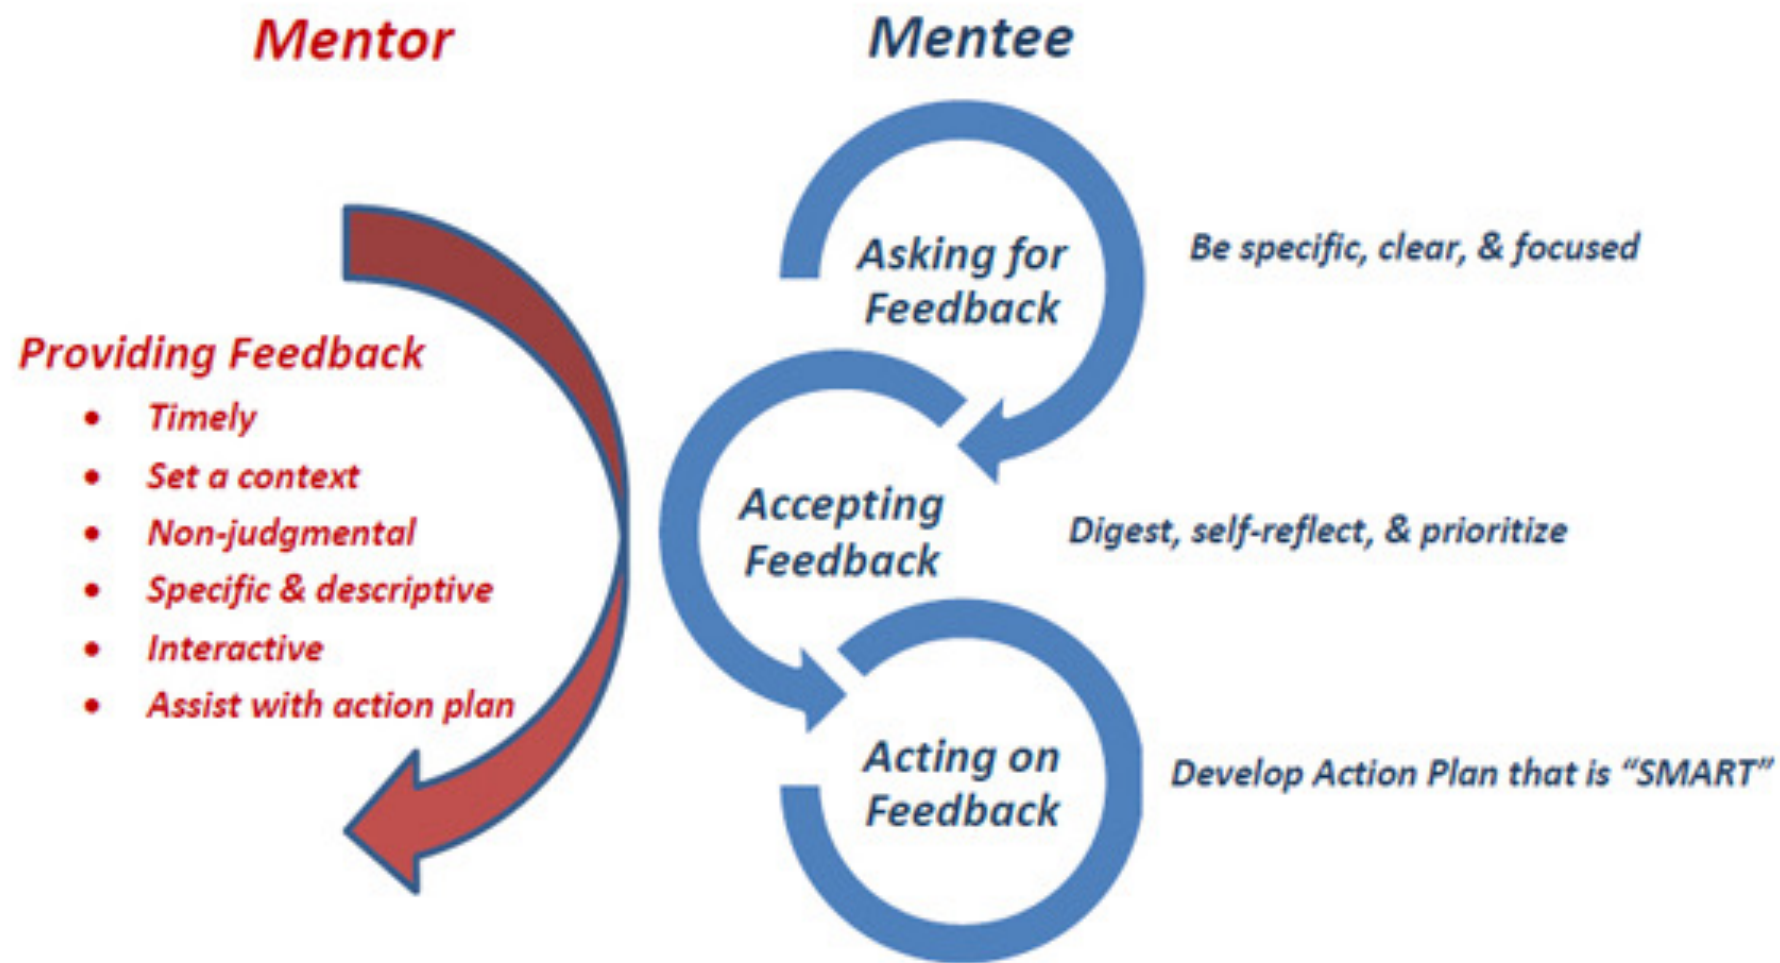 Mentor
Mentee
Providing Feedback
• Timely
• Set a context
• Non-judgmental
• Specific & descriptive
• Interactive
• Assist with action plan
Asking for
Feedback
Be specific, clear, & focused
Accepting
Feedback
Digest, self-reflect, & prioritize
Acting on
Feedback
Develop Action Plan that is “SMART”